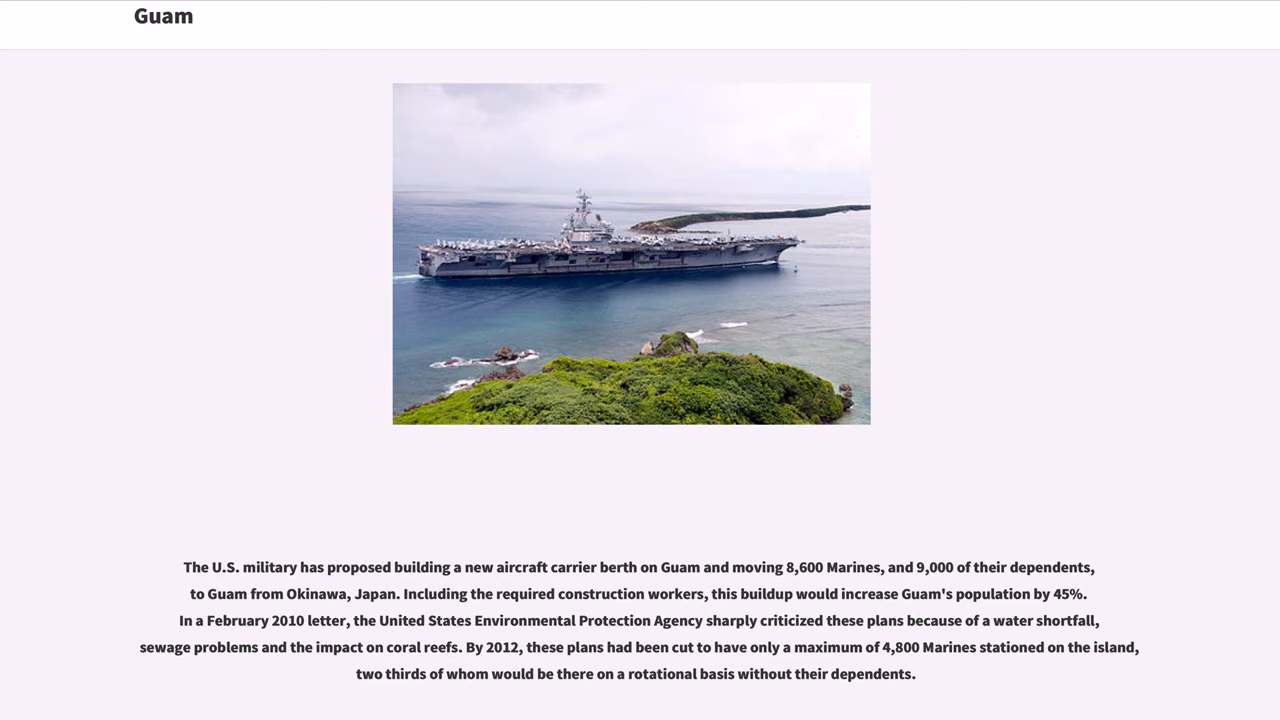 Guam
The U.S. military has proposed building a new aircraft carrier berth on Guam and moving 8,600 Marines, and 9,000 of their dependents,
to Guam from Okinawa, Japan. Including the required construction workers, this buildup would increase Guam's population by 45%.
In a February 2010 letter, the United States Environmental Protection Agency sharply criticized these plans because of a water shortfall,
sewage problems and the impact on coral reefs. By 2012, these plans had been cut to have only a maximum of 4,800 Marines stationed on the island,
two thirds of whom would be there on a rotational basis without their dependents.